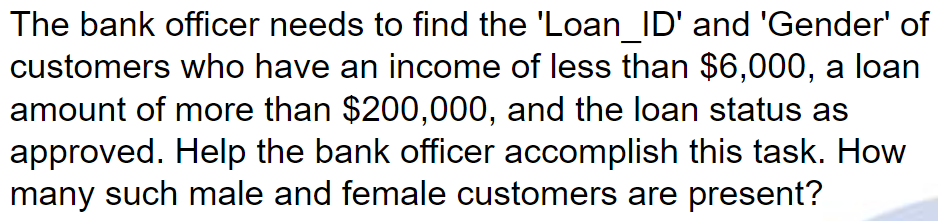 The bank officer needs to find the 'Loan_ID' and 'Gender' of
customers who have an income of less than $6,000, a loan
amount of more than $200,000, and the loan status as
approved. Help the bank officer accomplish this task. How
many such male and female customers are present?